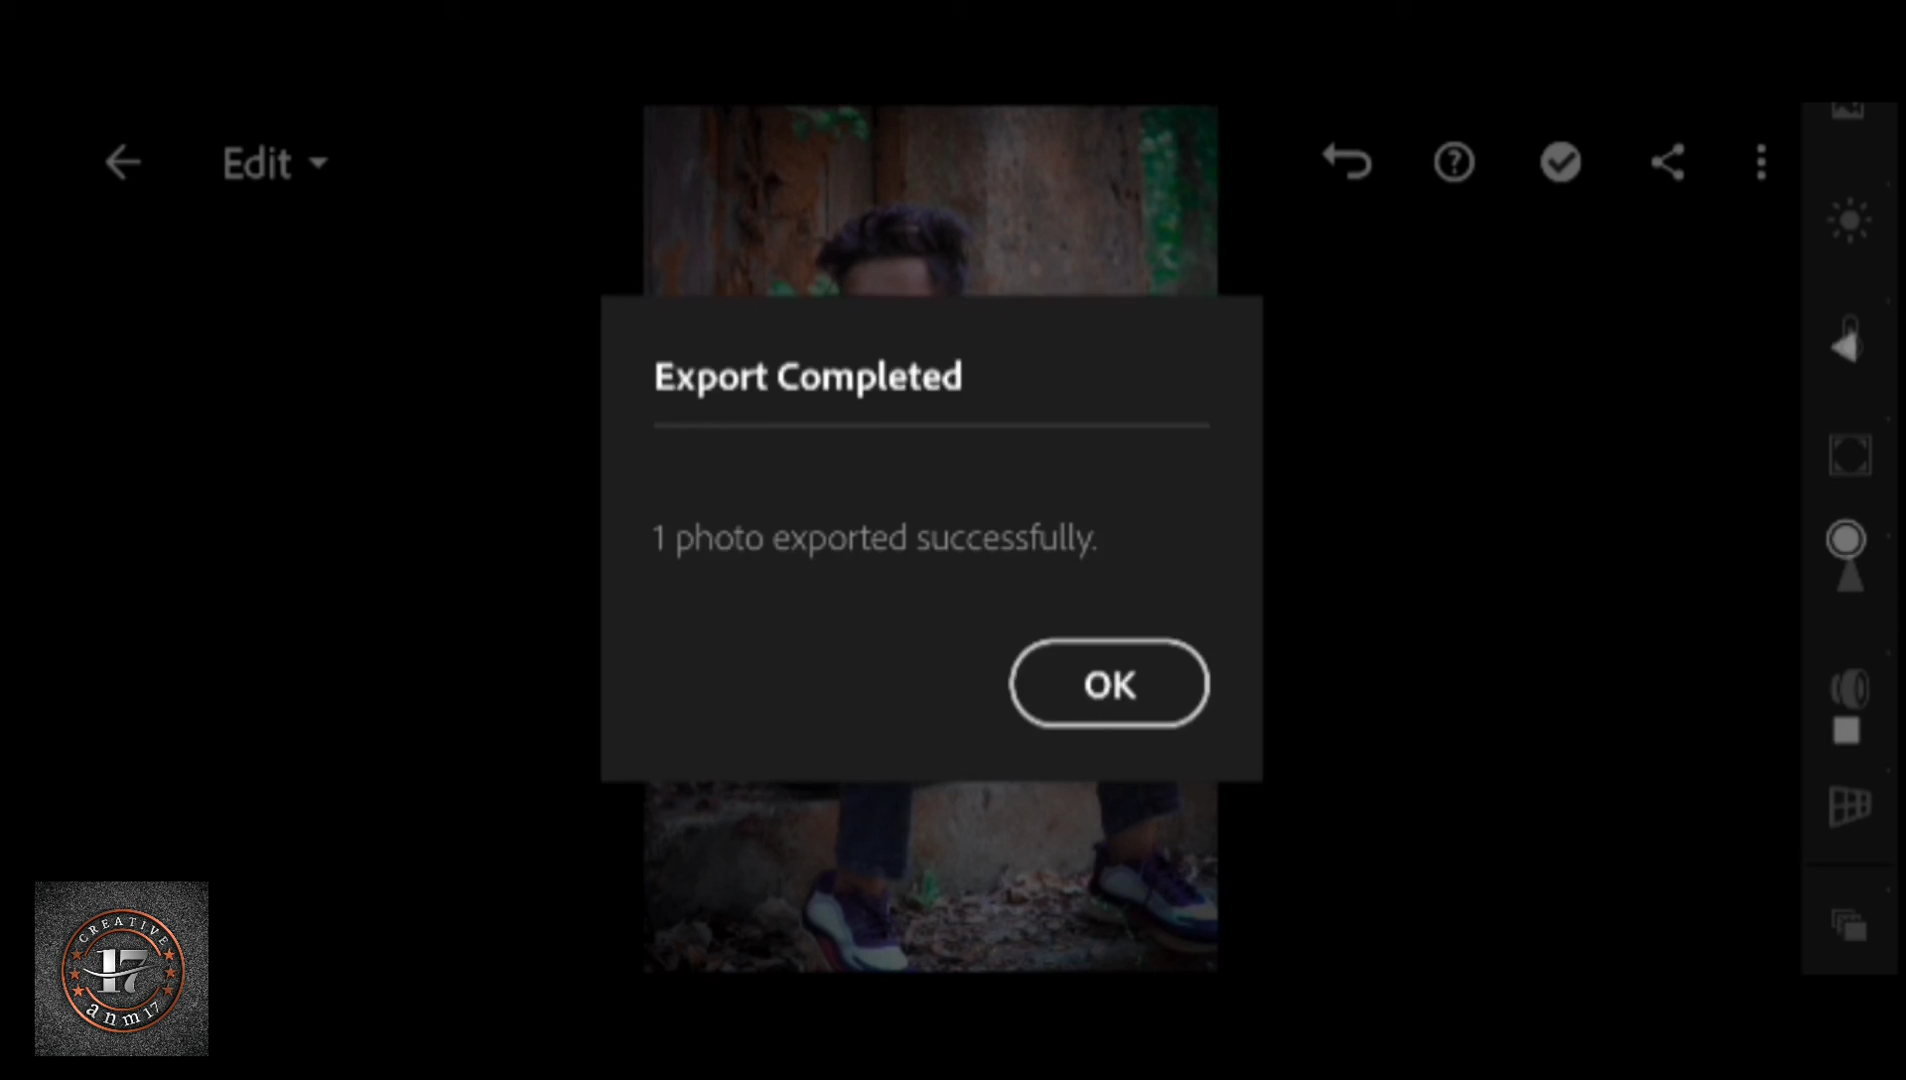 Edit
Export Completed
1 photo exported successfully.
OK
CREATIVE
17
anm17